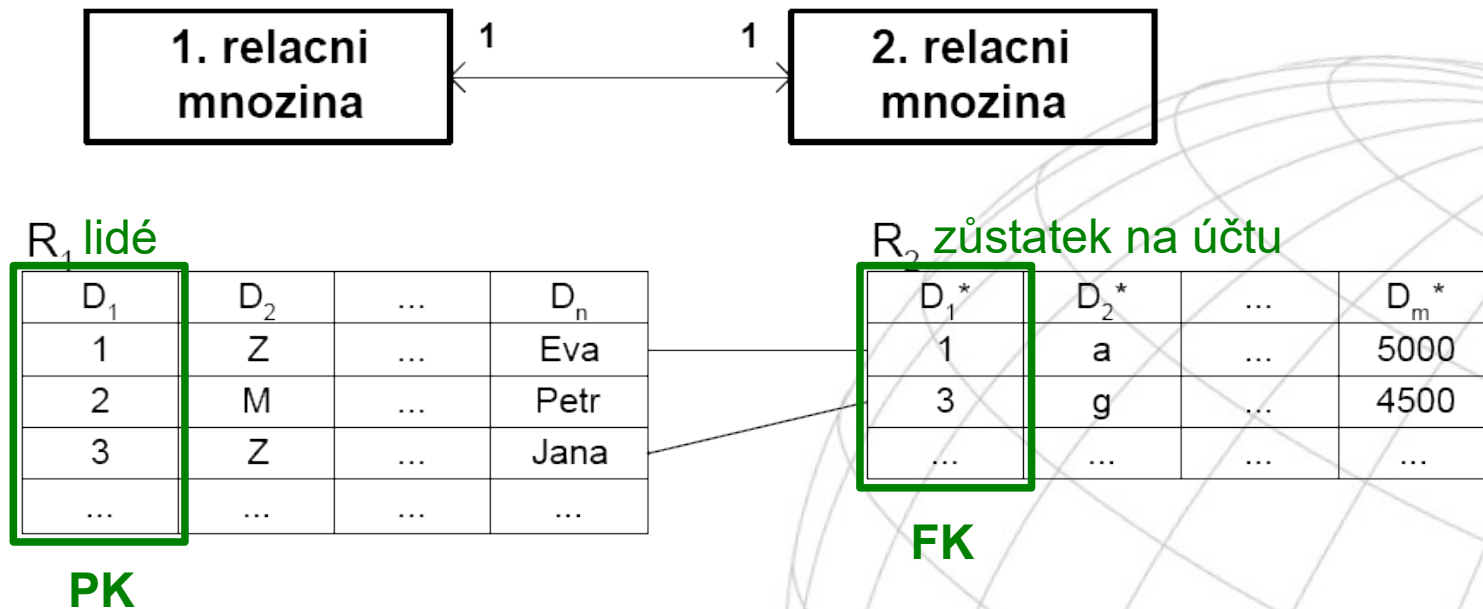 1. relacni
mnozina
1
1
2. relacni
mnozina
R₁ lidé
D₁ D₂ ... Dₙ
1 Z ... Eva
2 M ... Petr
3 Z ... Jana
... ... ... ...
PK
R₂ zůstatek na účtu
D₁* D₂* ... Dₘ*
1 a ... 5000
3 g ... 4500
... ... ... ...
FK